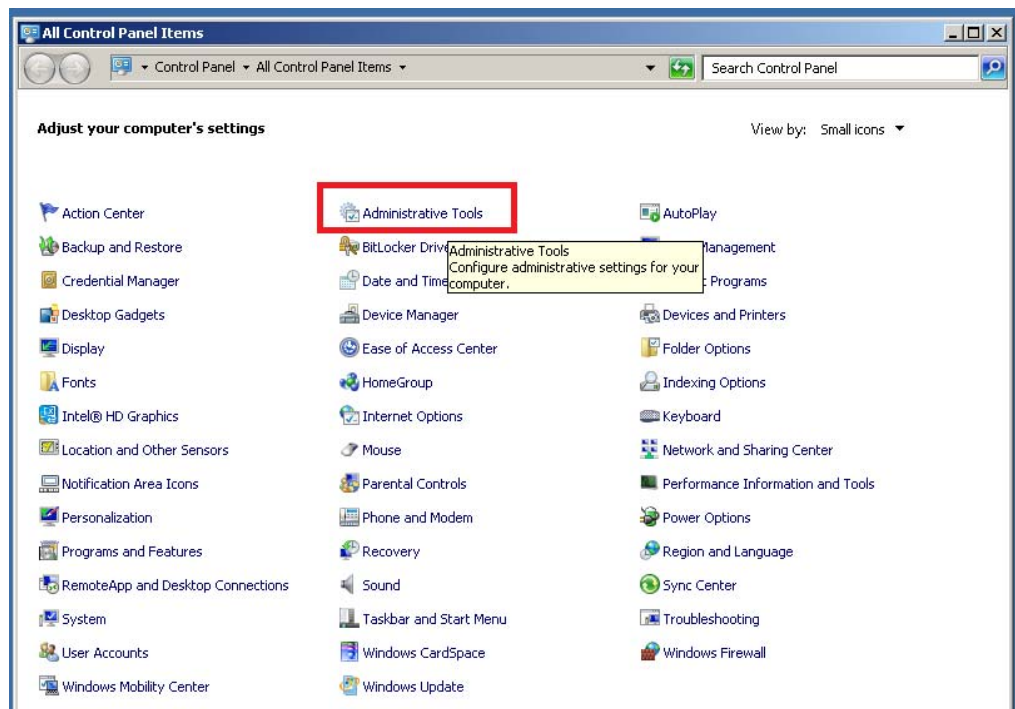 All Control Panel Items
Control Panel All Control Panel Items Search Control Panel
Adjust your computer's settings View by: Small icons
Action Center Administrative Tools AutoPlay
Backup and Restore BitLocker Management
Administrative Tools
Configure administrative settings for your
computer.
Credential Manager Date and Time Programs
Desktop Gadgets Device Manager Devices and Printers
Display Ease of Access Center Folder Options
Fonts HomeGroup Indexing Options
Intel® HD Graphics Internet Options Keyboard
Location and Other Sensors Mouse Network and Sharing Center
Notification Area Icons Parental Controls Performance Information and Tools
Personalization Phone and Modem Power Options
Programs and Features Recovery Region and Language
RemoteApp and Desktop Connections Sound Sync Center
System Taskbar and Start Menu Troubleshooting
User Accounts Windows CardSpace Windows Firewall
Windows Mobility Center Windows Update